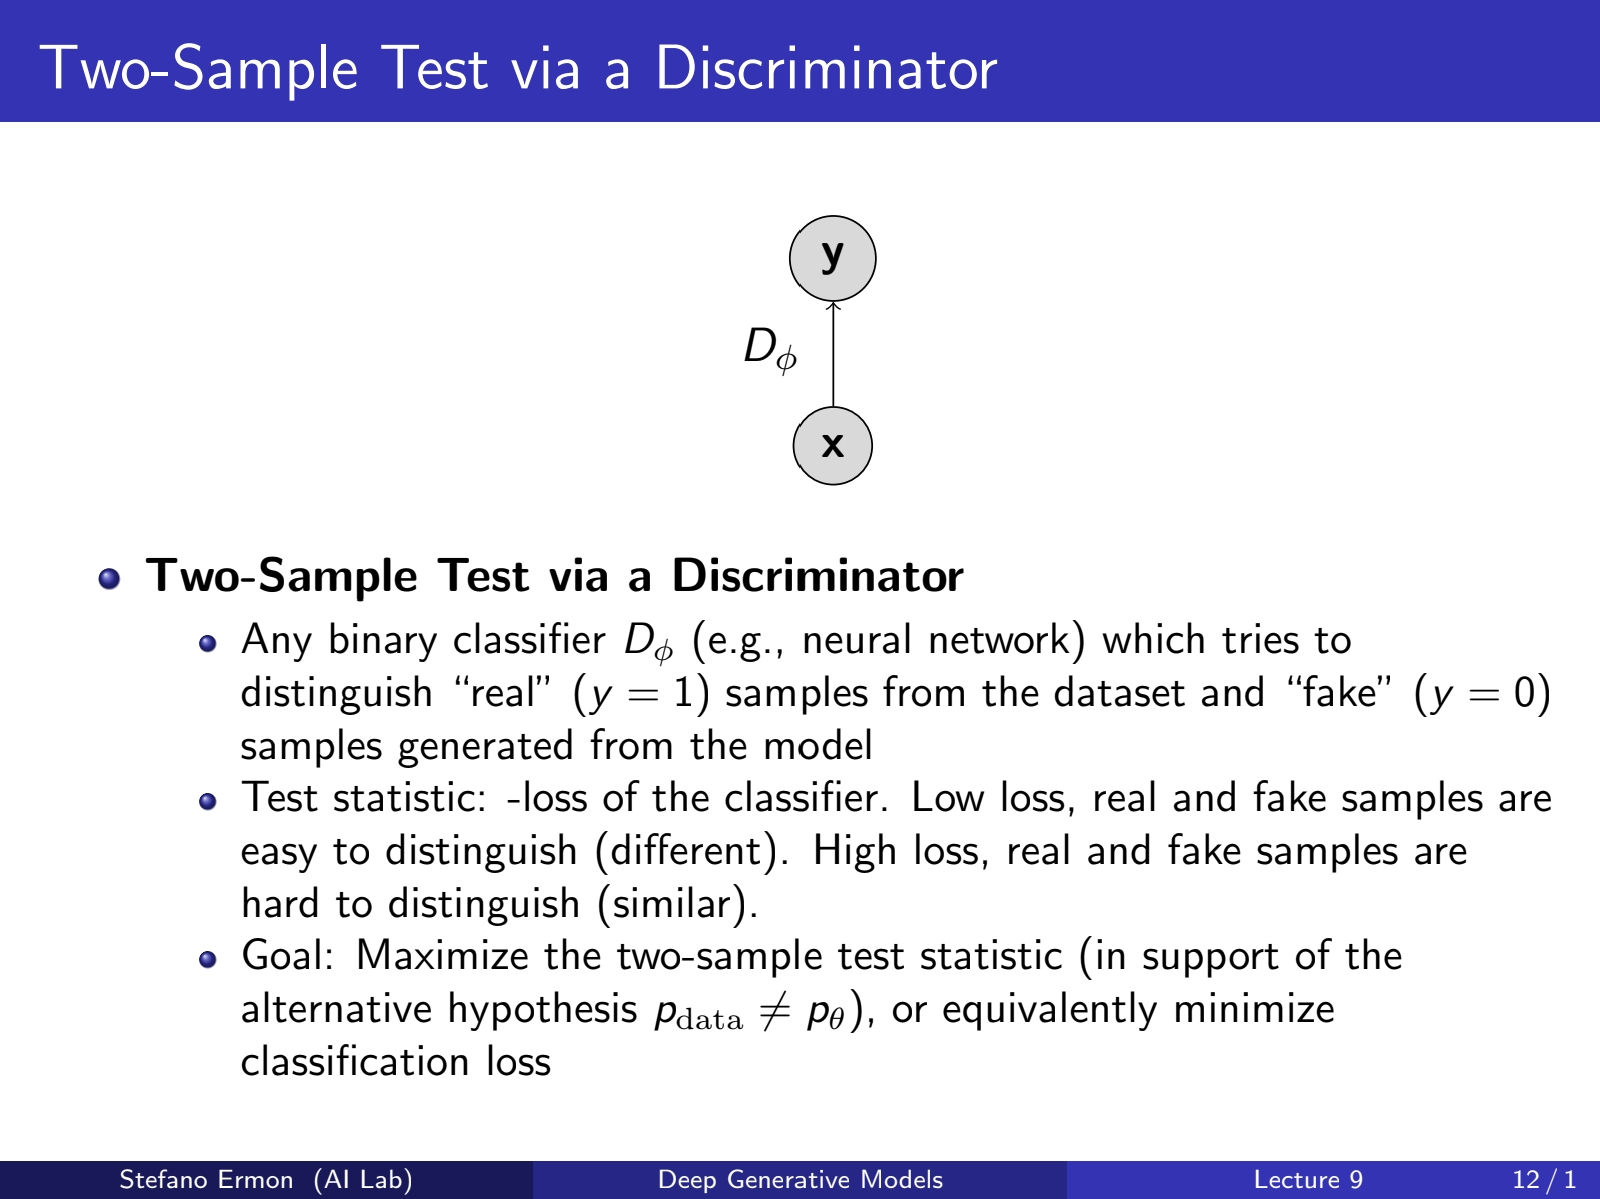 Two-Sample Test via a Discriminator
y
D_ϕ
x
Two-Sample Test via a Discriminator
Any binary classifier D_ϕ (e.g., neural network) which tries to
distinguish “real” (y = 1) samples from the dataset and “fake” (y = 0)
samples generated from the model
Test statistic: -loss of the classifier. Low loss, real and fake samples are
easy to distinguish (different). High loss, real and fake samples are
hard to distinguish (similar).
Goal: Maximize the two-sample test statistic (in support of the
alternative hypothesis p_data ≠ p_θ), or equivalently minimize
classification loss
Stefano Ermon (AI Lab) Deep Generative Models Lecture 9 12 / 1